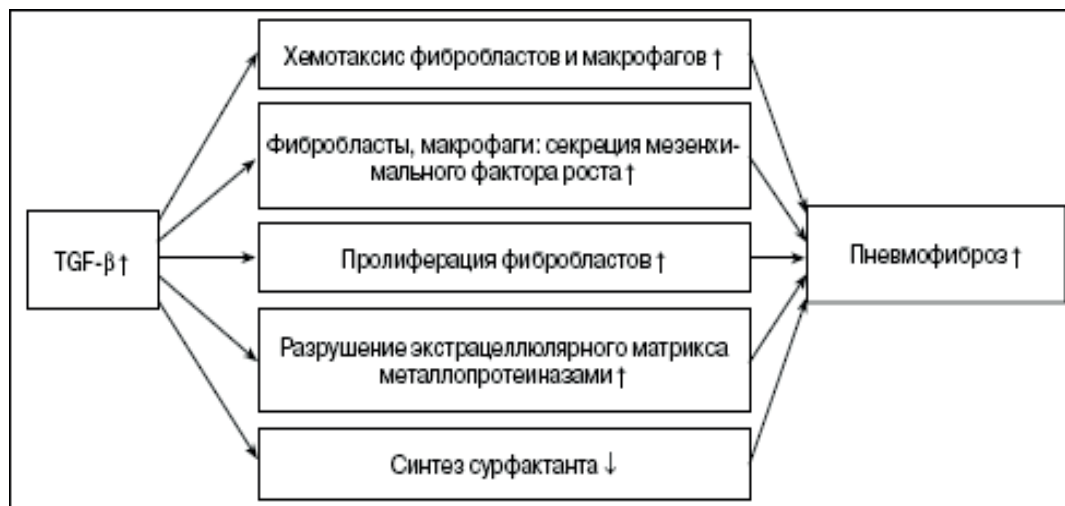 Хемотаксис фибробластов и макрофагов ↑
Фибробласты, макрофаги: секреция мезенхи-
мального фактора роста ↑
TGF-β ↑
Пролиферация фибробластов ↑
Пневмофиброз ↑
Разрушение экстрацеллюлярного матрикса
металлопротеиназами ↑
Синтез сурфактанта ↓